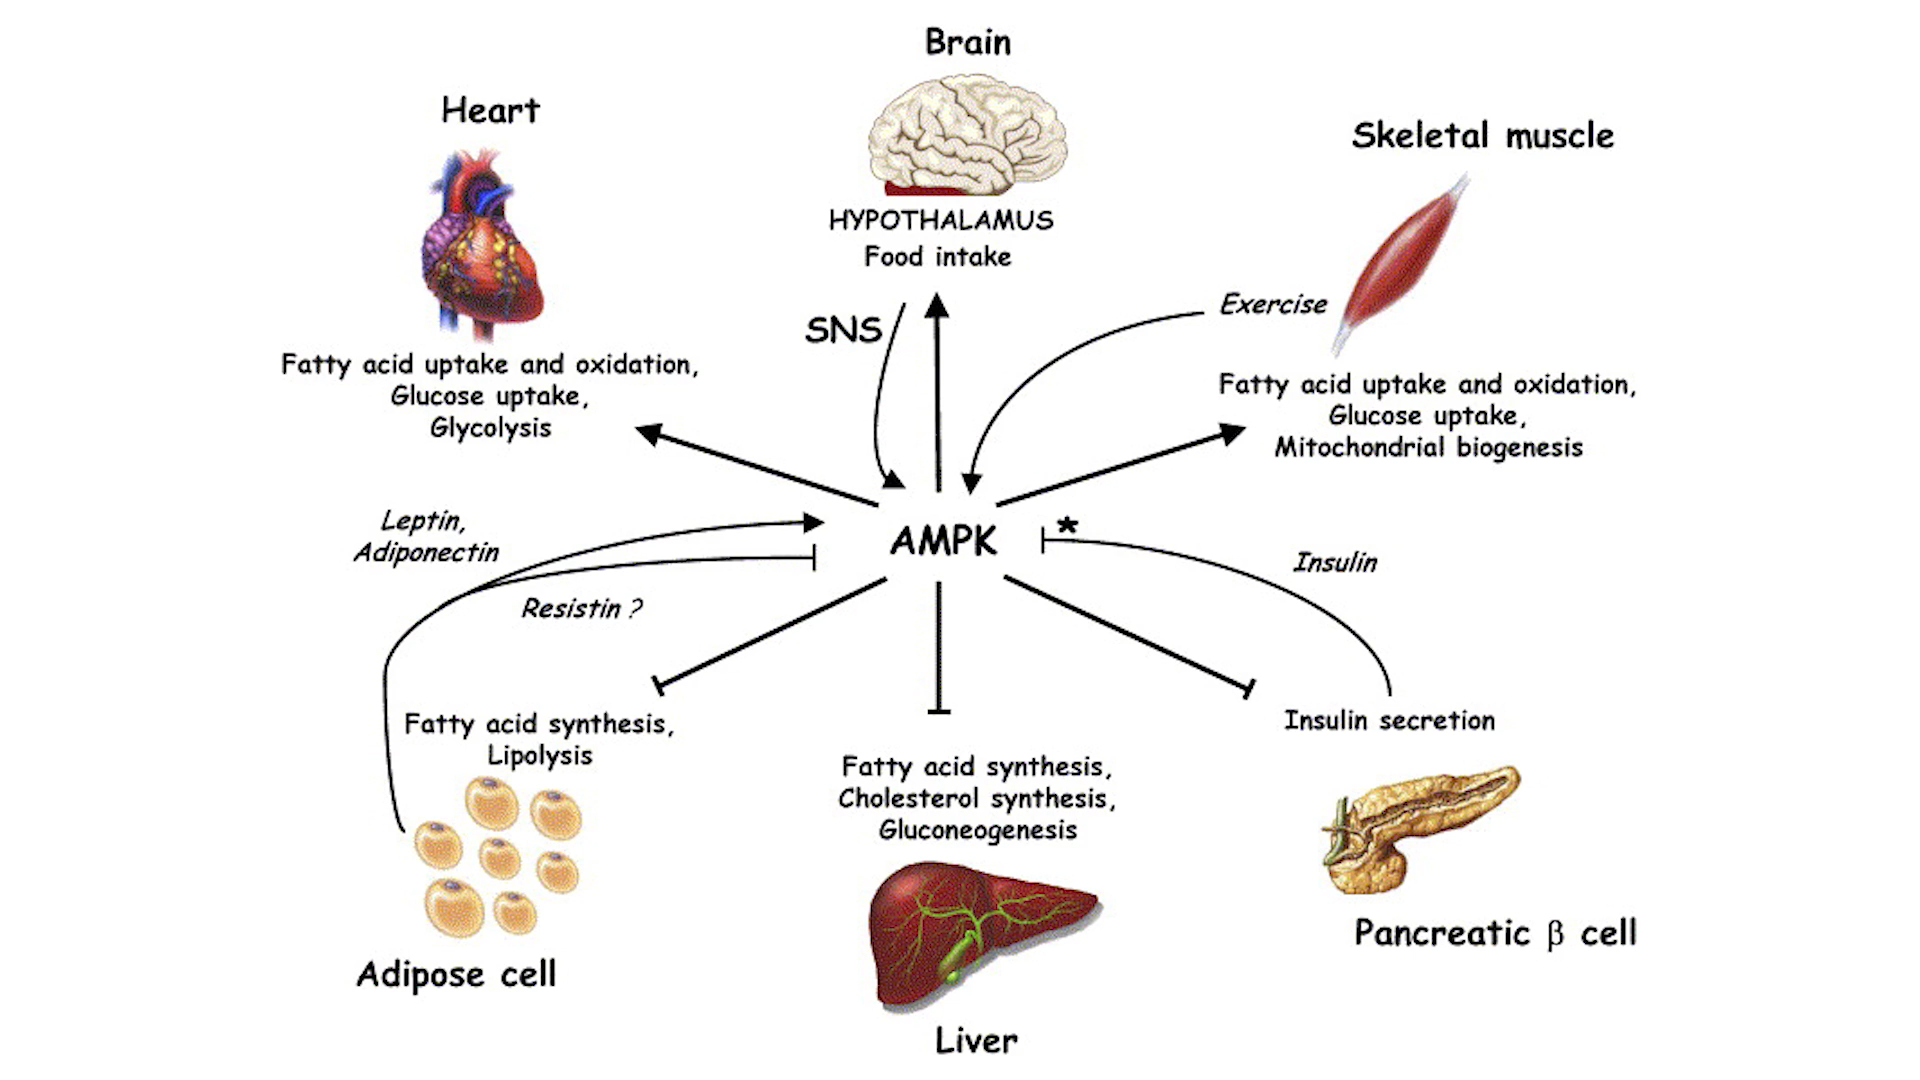 Brain
Heart
Skeletal muscle
HYPOTHALAMUS
Food intake
SNS
Exercise
Fatty acid uptake and oxidation,
Glucose uptake,
Glycolysis
Fatty acid uptake and oxidation,
Glucose uptake,
Mitochondrial biogenesis
Leptin,
Adiponectin
AMPK
*
Insulin
Resistin ?
Fatty acid synthesis,
Lipolysis
Insulin secretion
Fatty acid synthesis,
Cholesterol synthesis,
Gluconeogenesis
Pancreatic β cell
Adipose cell
Liver